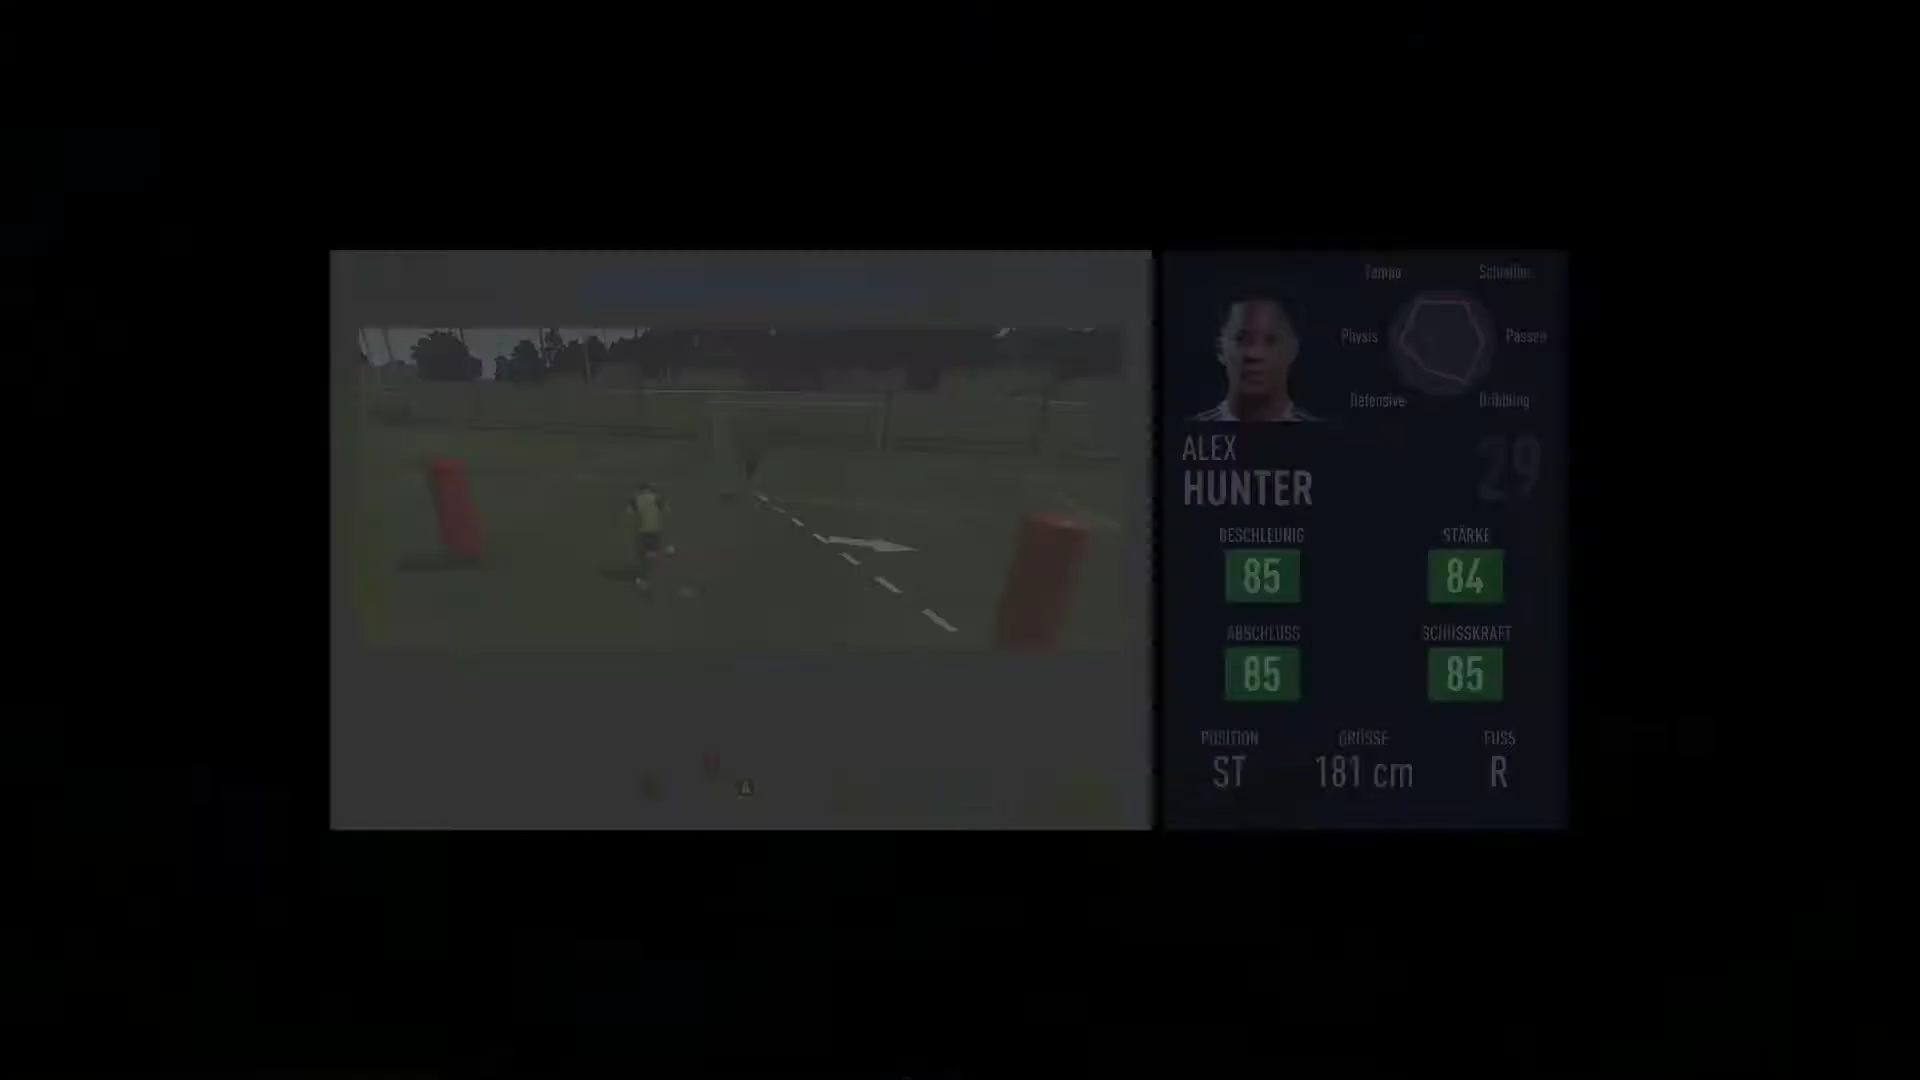 Tempo
Schießen
Physis
Passen
Defensive
Dribbling
ALEX
29
HUNTER
BESCHLEUNIG
STÄRKE
85
84
ABSCHLUSS
SCHUSSKRAFT
85
85
POSITION
GRÖSSE
FUSS
ST
181 cm
R
A